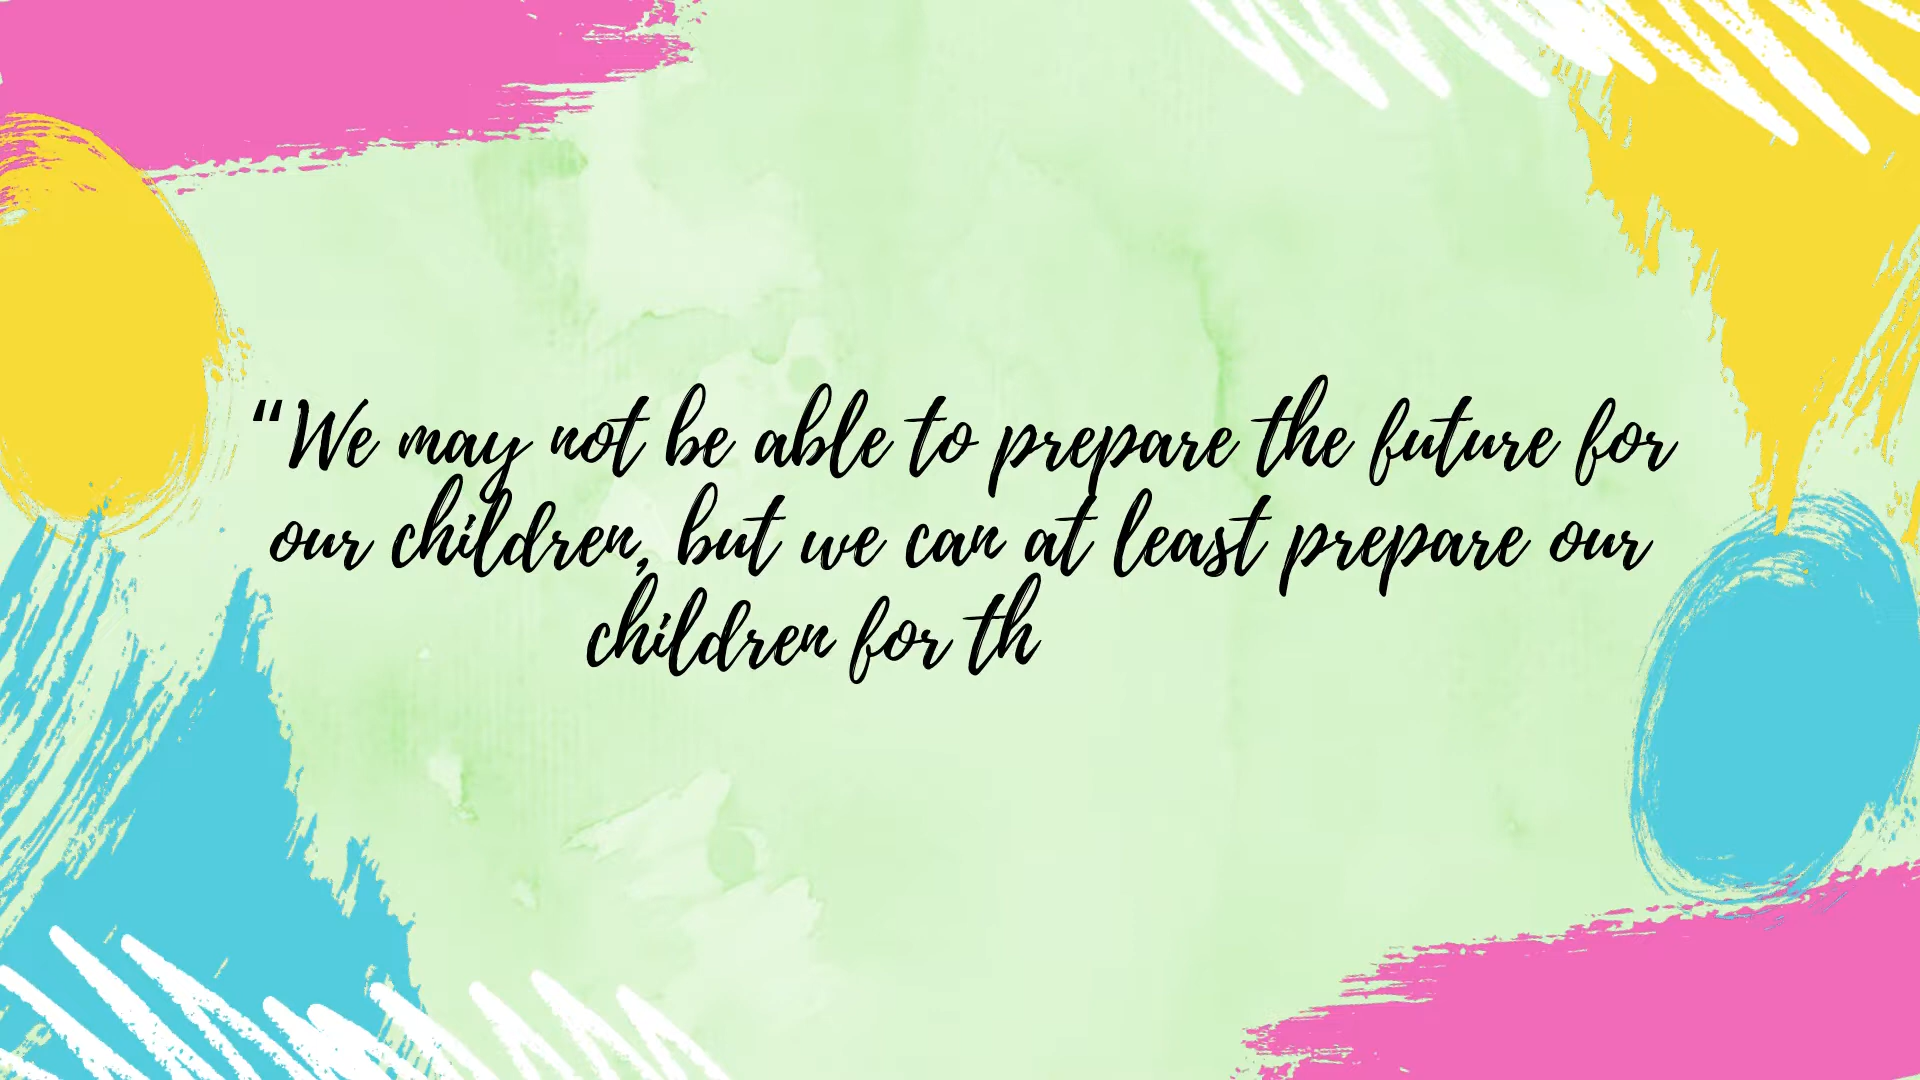 “We may not be able to prepare the future for
our children, but we can at least prepare our
children for th